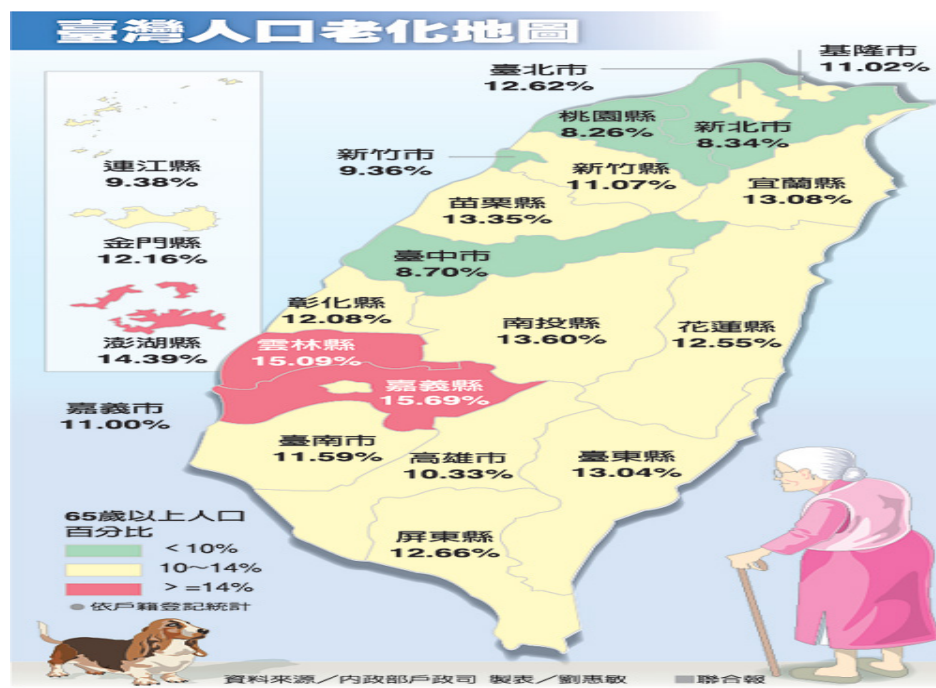 臺灣人口老化地圖
基隆市
11.02%
臺北市
12.62%
桃園縣
8.26%
新北市
8.34%
新竹市
9.36%
新竹縣
11.07%
宜蘭縣
13.08%
連江縣
9.38%
苗栗縣
13.35%
金門縣
12.16%
臺中市
8.70%
彰化縣
12.08%
南投縣
13.60%
花蓮縣
12.55%
澎湖縣
14.39%
雲林縣
15.09%
嘉義縣
15.69%
嘉義市
11.00%
臺南市
11.59%
高雄市
10.33%
臺東縣
13.04%
屏東縣
12.66%
65歲以上人口
百分比
<10%
10~14%
>=14%
●依戶籍登記統計
資料來源/內政部戶政司 製表/劉惠敏 ■聯合報